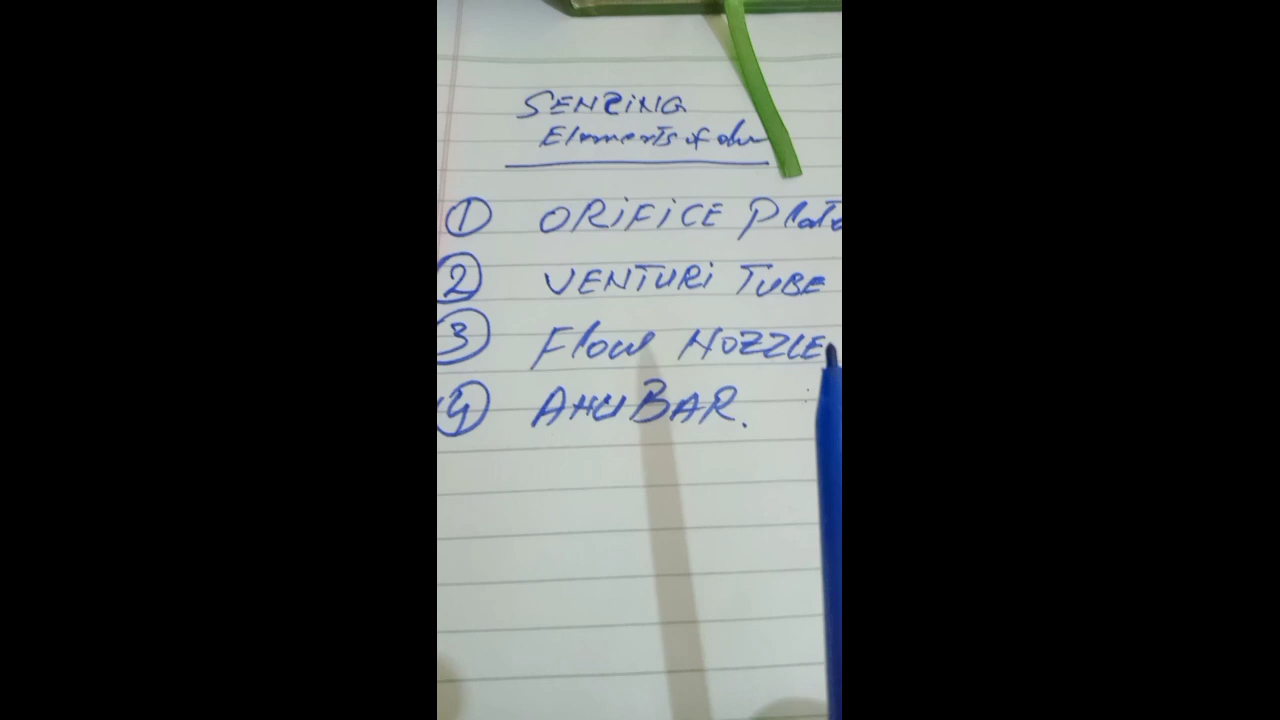 SENSING
Elements of
① ORiFiCE Plate
② VENTURi TUBE
③ Flow NOZZLE
④ ANUBAR.